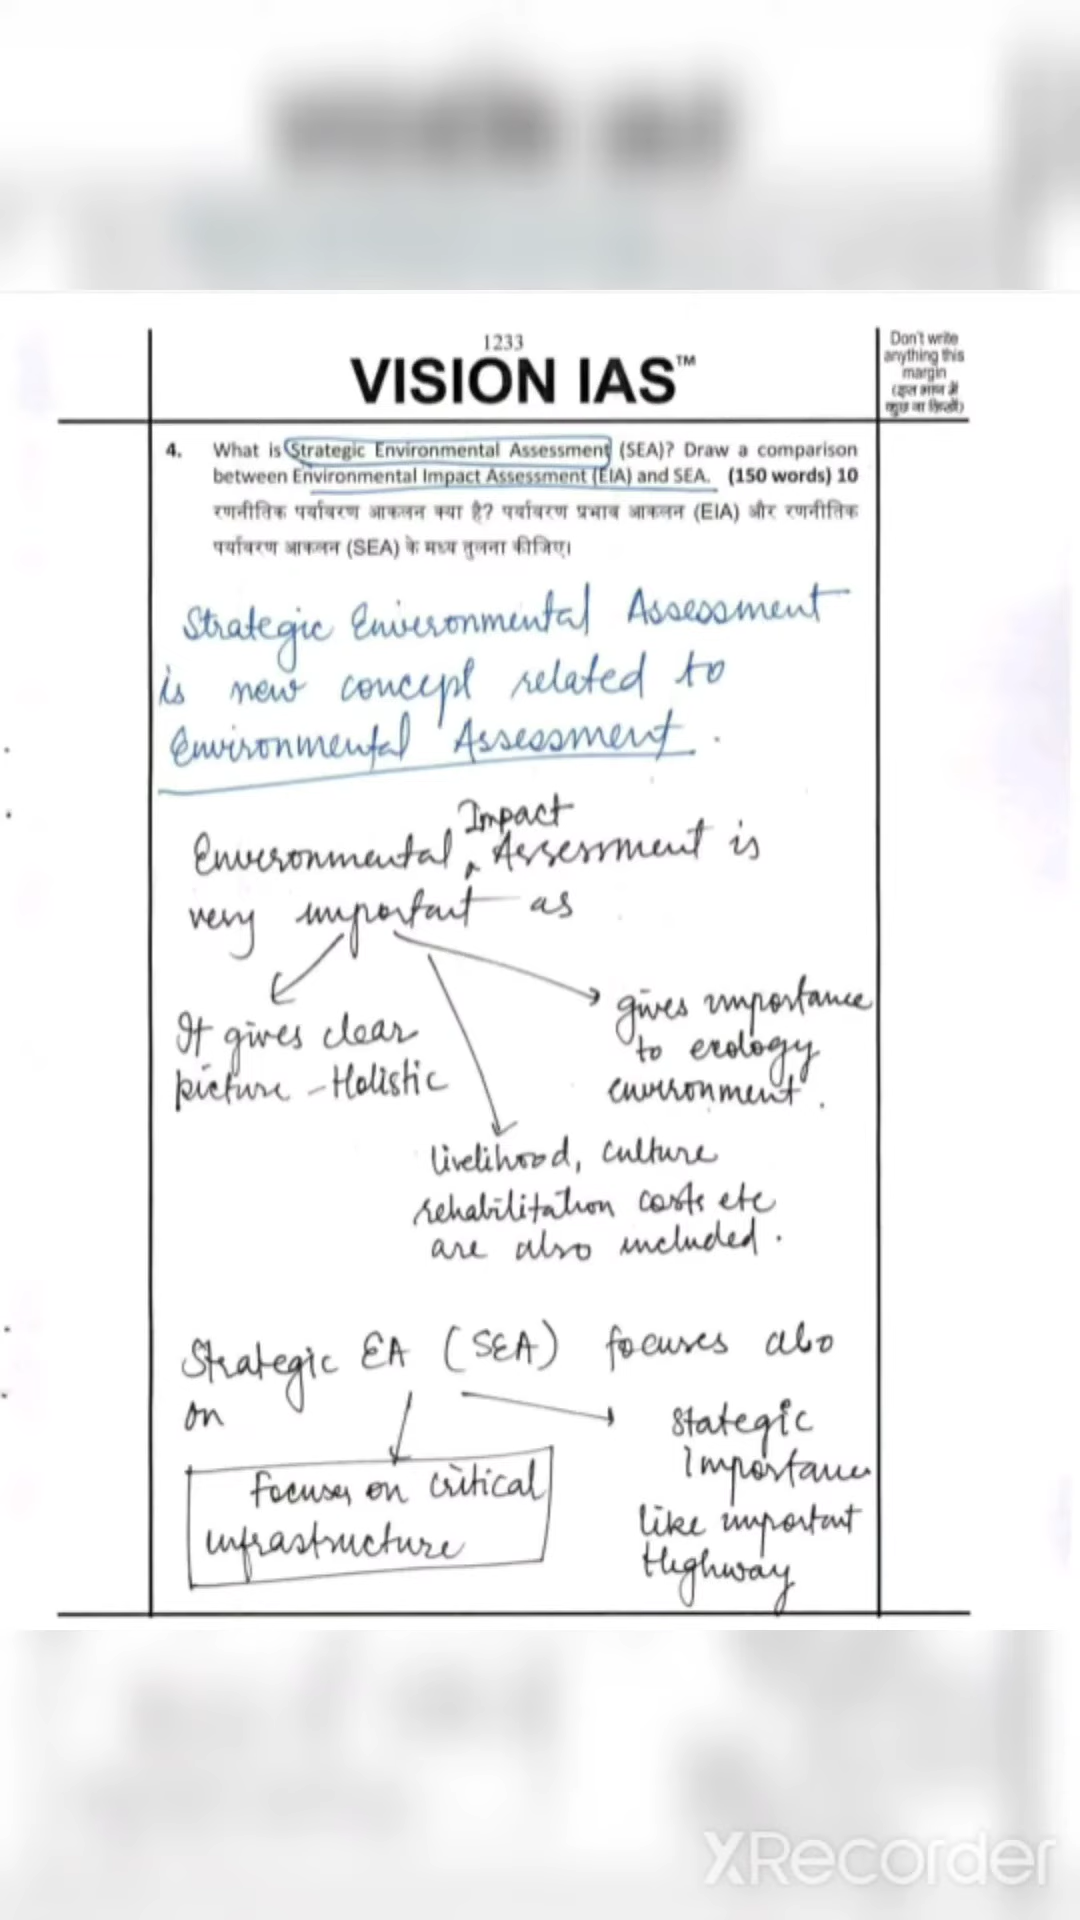 1233
VISION IAS™
Don't write
anything this
margin
(इस भाग में
कुछ ना लिखें)
4. What is Strategic Environmental Assessment (SEA)? Draw a comparison
between Environmental Impact Assessment (EIA) and SEA. (150 words) 10
रणनीतिक पर्यावरण आकलन क्या है? पर्यावरण प्रभाव आकलन (EIA) और रणनीतिक
पर्यावरण आकलन (SEA) के मध्य तुलना कीजिए।
Strategic Environmental Assessment
is new concept related to
Environmental Assessment.
Impact
Environmental Assessment is
very important as
It gives clear
picture - Holistic
gives importance
to ecology
environment.
livelihood, culture
rehabilitation costs etc
are also included.
Strategic EA (SEA) focuses also
on
Focuses on critical
infrastructure
Stategic
Importance
like important
Highway
XRecorder